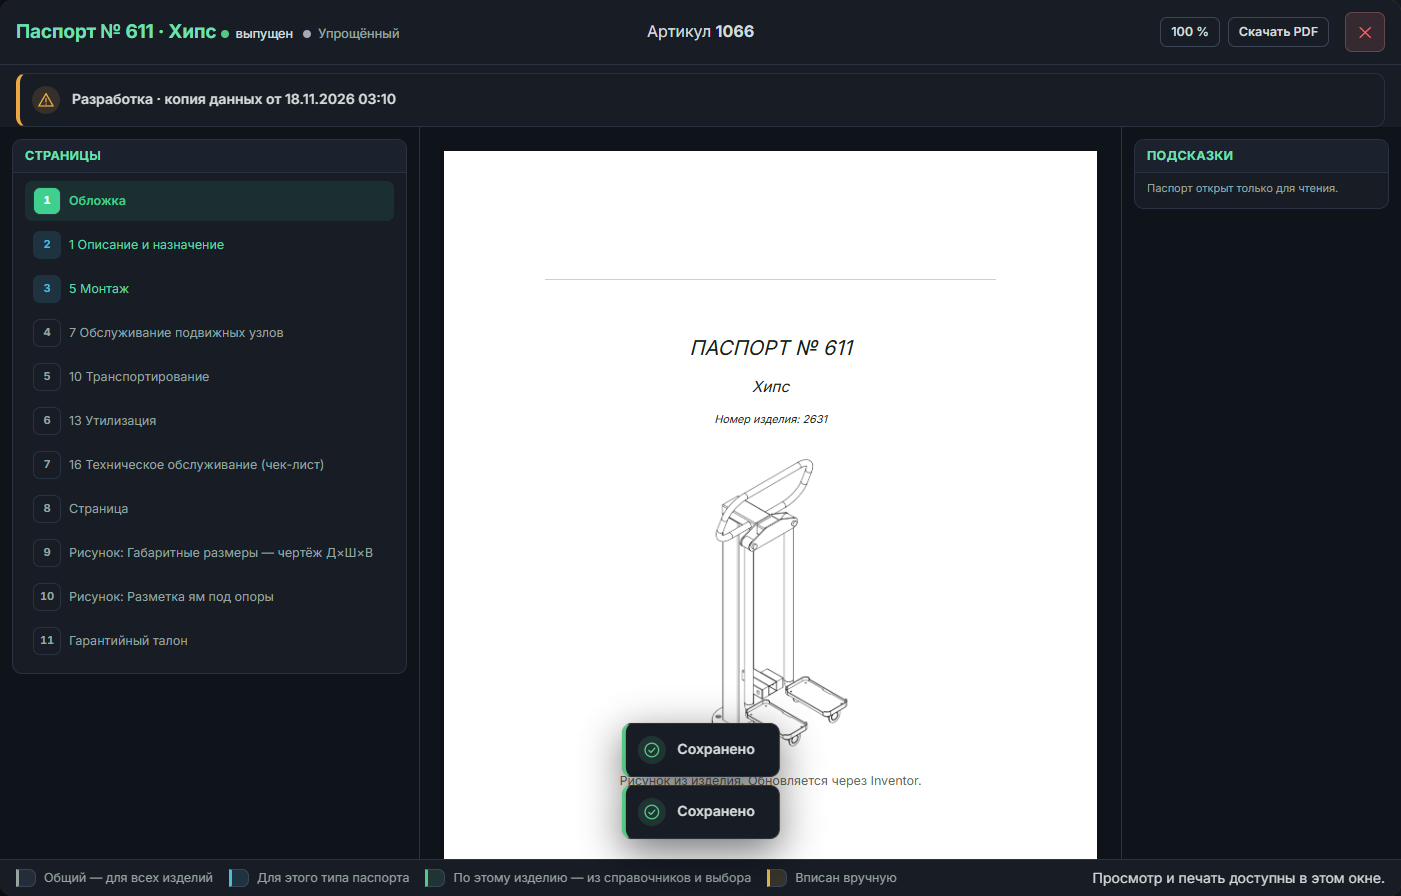 Паспорт № 611 · Хипс
выпущен
Упрощённый
Артикул 1066
100 %
Скачать PDF
Разработка · копия данных от 18.11.2026 03:10
СТРАНИЦЫ
1 Обложка
2 1 Описание и назначение
3 5 Монтаж
4 7 Обслуживание подвижных узлов
5 10 Транспортирование
6 13 Утилизация
7 16 Техническое обслуживание (чек-лист)
8 Страница
9 Рисунок: Габаритные размеры — чертёж Д×Ш×В
10 Рисунок: Разметка ям под опоры
11 Гарантийный талон
ПАСПОРТ № 611
Хипс
Номер изделия: 2631
Сохранено
Рисунок из изделия. Обновляется через Inventor.
Сохранено
ПОДСКАЗКИ
Паспорт открыт только для чтения.
Общий — для всех изделий
Для этого типа паспорта
По этому изделию — из справочников и выбора
Вписан вручную
Просмотр и печать доступны в этом окне.